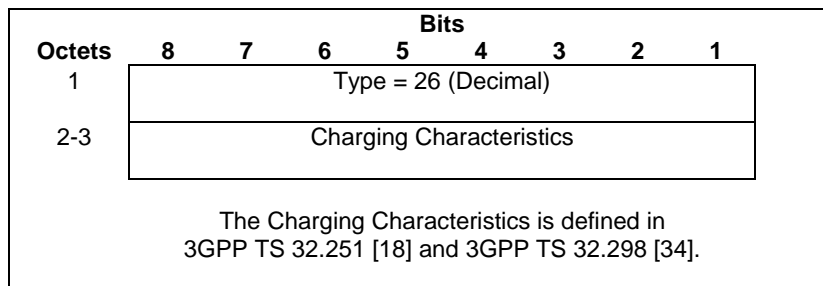 Bits
Octets 8 7 6 5 4 3 2 1
1 Type = 26 (Decimal)
2-3 Charging Characteristics
The Charging Characteristics is defined in
3GPP TS 32.251 [18] and 3GPP TS 32.298 [34].